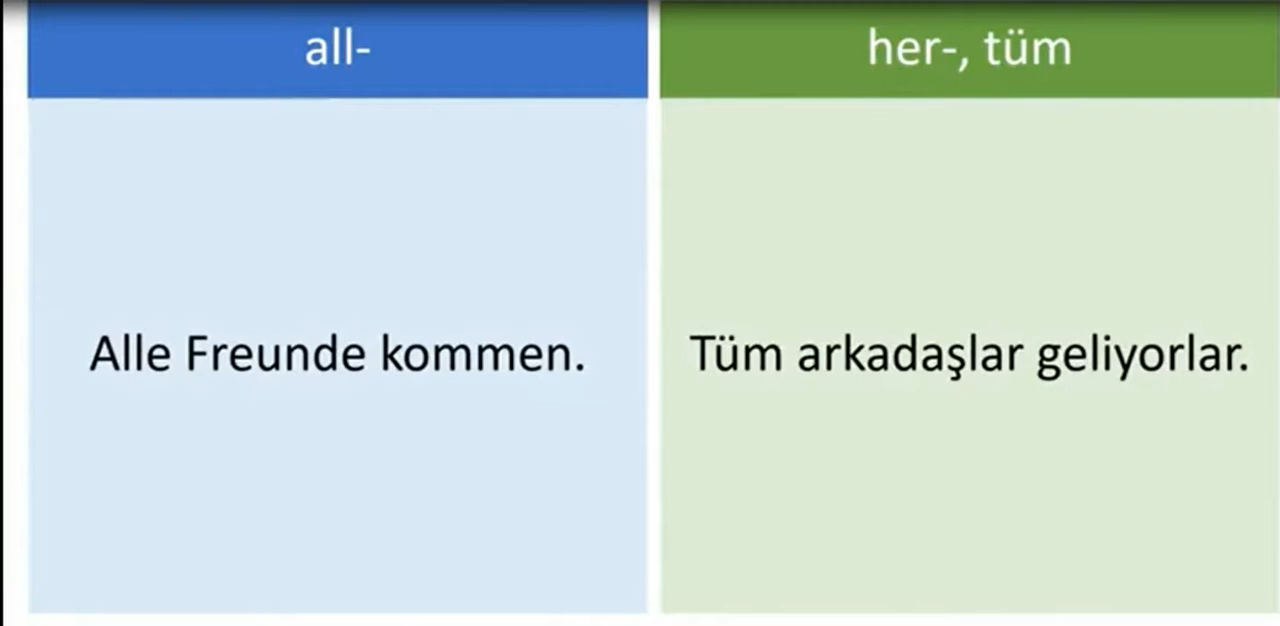 all-
her-, tüm
Alle Freunde kommen.
Tüm arkadaşlar geliyorlar.